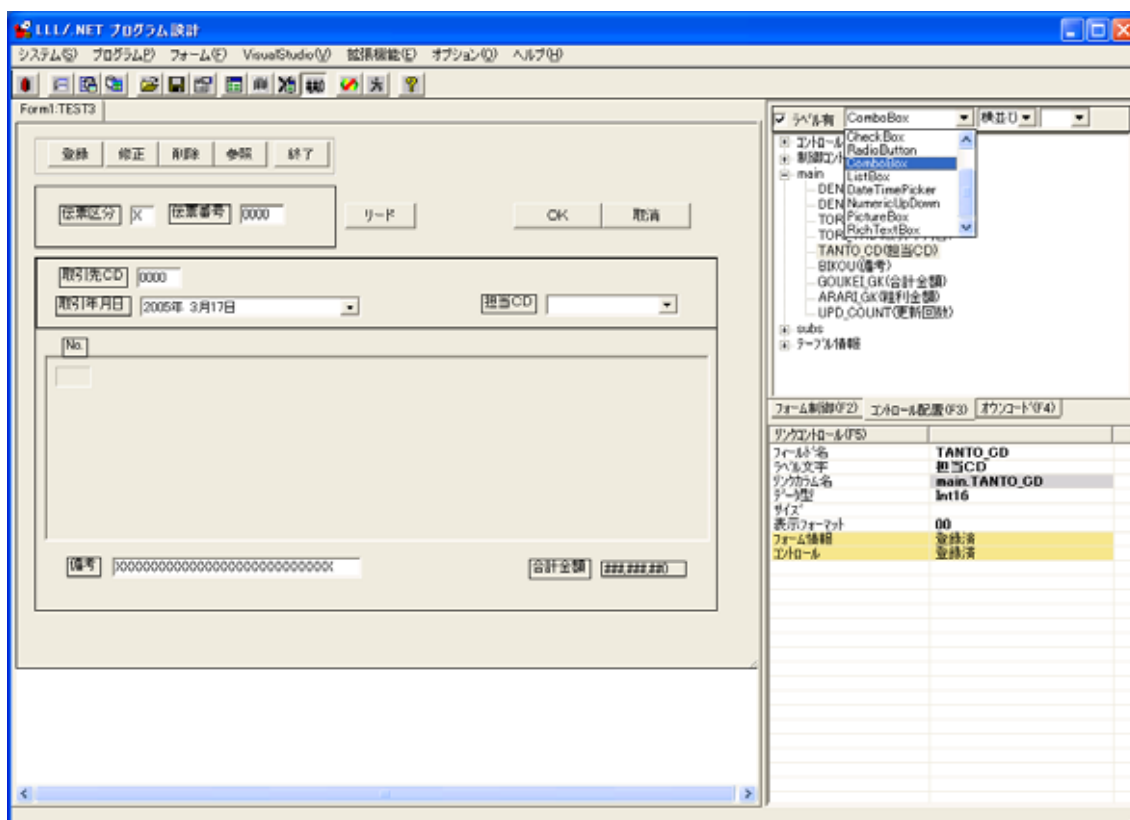 LLL/.NET プログラム設計
システム(S) プログラム(P) フォーム(F) VisualStudio(V) 拡張機能(E) オプション(O) ヘルプ(H)
Form1:TEST3
登録 修正 削除 参照 終了
伝票区分 X 伝票番号 0000 リード OK 取消
取引先CD 0000
取引年月日 2005年 3月17日 担当CD
No.
備考 XXXXXXXXXXXXXXXXXXXXXXXXXXXXXX 合計金額 ###,###,##0
ラベル有 ComboBox 横並び
CheckBox
RadioButton
ComboBox
ListBox
DateTimePicker
NumericUpDown
PictureBox
RichTextBox
main
DEN
DEN
TOR
TANTO_CD(担当CD)
BIKOU(備考)
GOUKEI_GK(合計金額)
ARARI_GK(粗利金額)
UPD_COUNT(更新回数)
subs
テーブル情報
フォーム制御(F2) コントロール配置(F3) オウンコード(F4)
リンクコントロール(F5)
フィールド名 TANTO_CD
ラベル文字 担当CD
リンクカラム名 main.TANTO_CD
データ型 Int16
サイズ
表示フォーマット 00
フォーム情報 登録済
コントロール 登録済